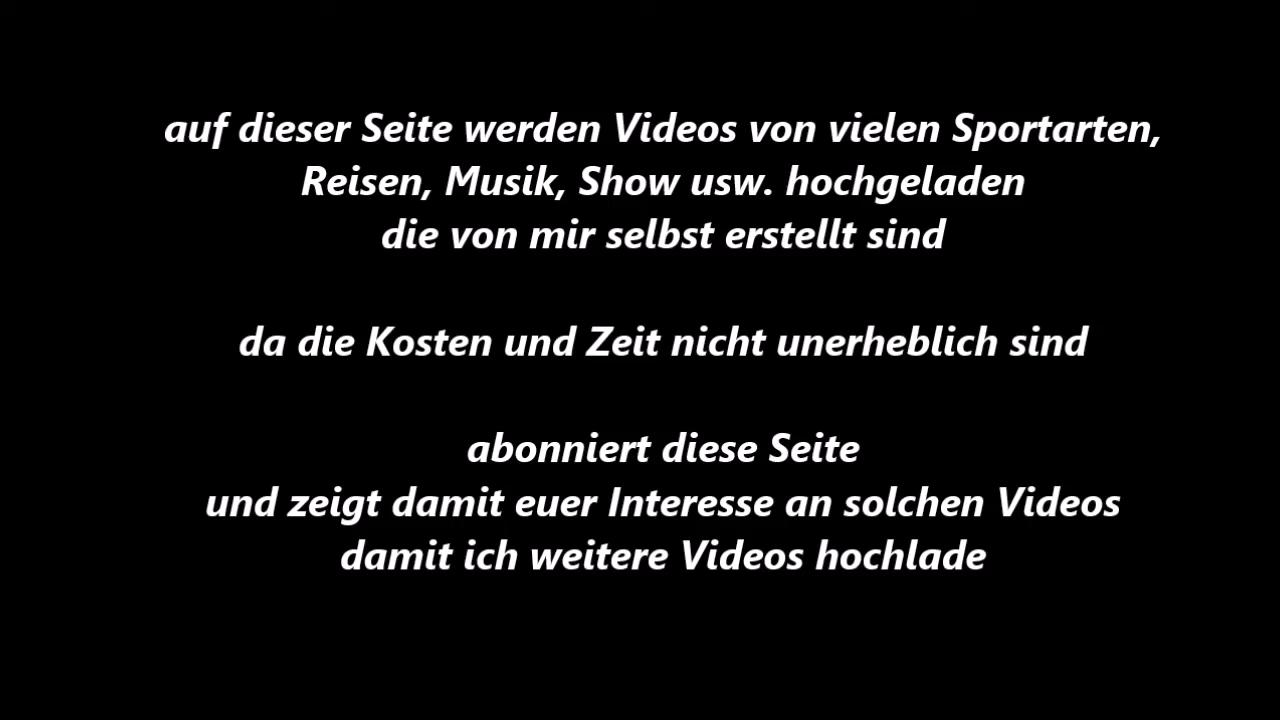 auf dieser Seite werden Videos von vielen Sportarten,
Reisen, Musik, Show usw. hochgeladen
die von mir selbst erstellt sind
da die Kosten und Zeit nicht unerheblich sind
abonniert diese Seite
und zeigt damit euer Interesse an solchen Videos
damit ich weitere Videos hochlade